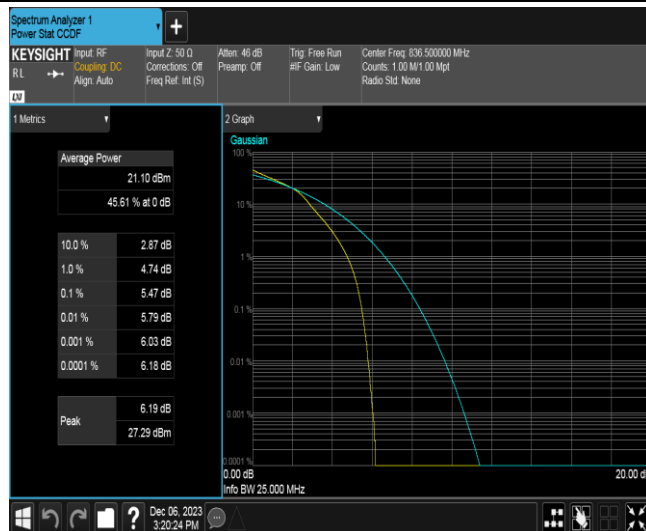 Spectrum Analyzer 1
Power Stat CCDF
+
KEYSIGHT
RL
LXI
Input: RF
Coupling: DC
Align: Auto
Input Z: 50 Ω
Corrections: Off
Freq Ref: Int (S)
Atten: 46 dB
Preamp: Off
Trig: Free Run
#IF Gain: Low
Center Freq: 836.500000 MHz
Counts: 1.00 M/1.00 Mpt
Radio Std: None
1 Metrics
Average Power
21.10 dBm
45.61 % at 0 dB
10.0 % 2.87 dB
1.0 % 4.74 dB
0.1 % 5.47 dB
0.01 % 5.79 dB
0.001 % 6.03 dB
0.0001 % 6.18 dB
Peak
6.19 dB
27.29 dBm
2 Graph
Gaussian
100 %
10 %
1 %
0.1 %
0.01 %
0.001 %
0.0001 %
0.00 dB
20.00 d
Info BW 25.000 MHz
?
Dec 06, 2023
3:20:24 PM